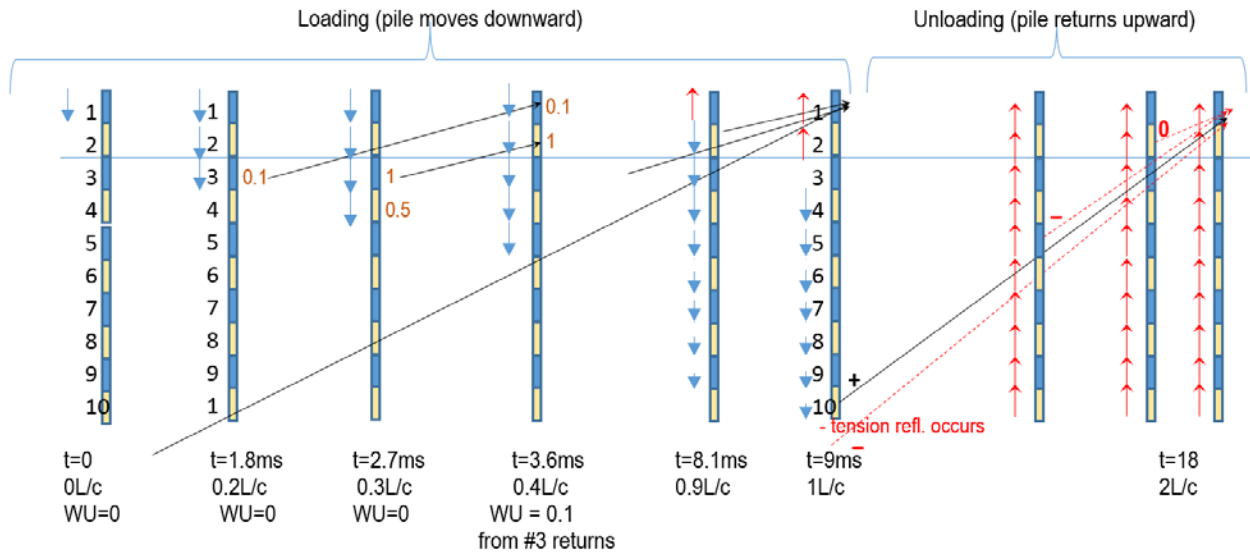 Loading (pile moves downward)
Unloading (pile returns upward)
1
2
3
4
5
6
7
8
9
10
1
2
3
4
5
6
7
8
9
1
0.1
1
0.5
0.1
1
1
2
3
4
5
6
7
8
9
10
+
- tension refl. occurs
–
–
0
t=0
0L/c
WU=0
t=1.8ms
0.2L/c
WU=0
t=2.7ms
0.3L/c
WU=0
t=3.6ms
0.4L/c
WU = 0.1
from #3 returns
t=8.1ms
0.9L/c
t=9ms
1L/c
t=18
2L/c